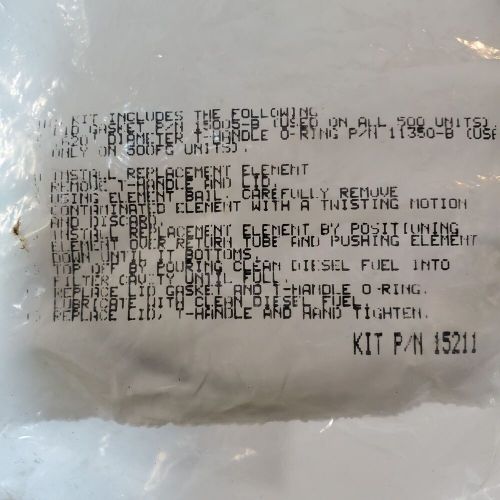 KIT INCLUDES THE FOLLOWING:
LID GASKET P/N 15005-B (USED ON ALL 500 UNITS).
DIAMETER T-HANDLE O-RING P/N 11350-B (USE
ONLY ON 500FG UNITS).
INSTALL REPLACEMENT ELEMENT
REMOVE T-HANDLE AND LID.
USING ELEMENT BAIL, CAREFULLY REMOVE
CONTAMINATED ELEMENT WITH A TWISTING MOTION
AND DISCARD.
INSTALL REPLACEMENT ELEMENT BY POSITIONING
ELEMENT OVER RETURN TUBE AND PUSHING ELEMENT
DOWN UNTIL IT BOTTOMS.
TOP OFF BY POURING CLEAN DIESEL FUEL INTO
FILTER CAVITY UNTIL FULL.
REPLACE LID GASKET AND T-HANDLE O-RING.
LUBRICATE WITH CLEAN DIESEL FUEL.
REPLACE LID, T-HANDLE AND HAND TIGHTEN.
KIT P/N 15211